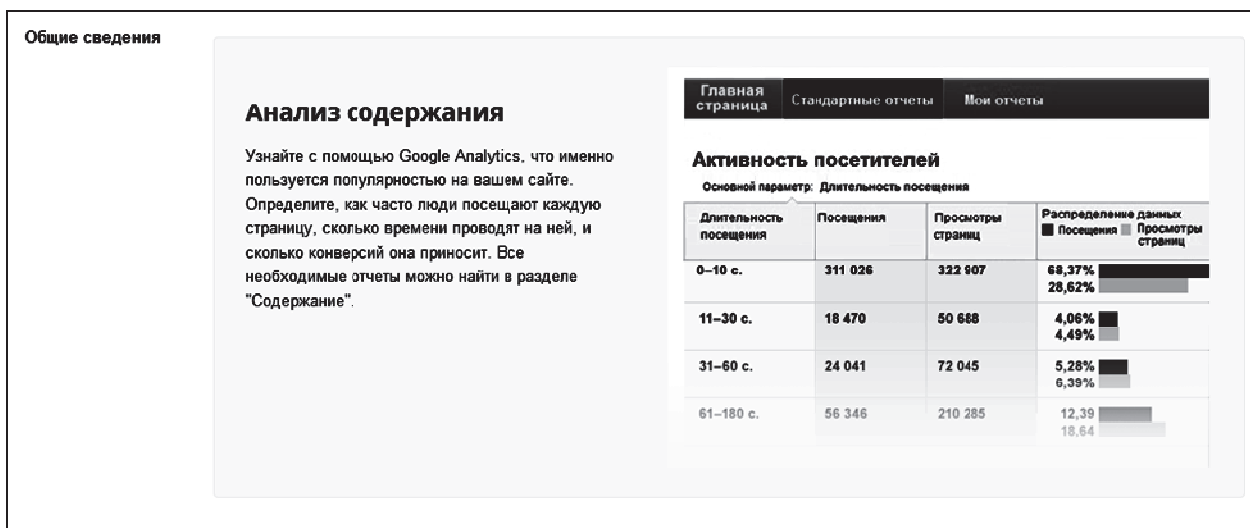 Общие сведения
Анализ содержания
Узнайте с помощью Google Analytics, что именно
пользуется популярностью на вашем сайте.
Определите, как часто люди посещают каждую
страницу, сколько времени проводят на ней, и
сколько конверсий она приносит. Все
необходимые отчеты можно найти в разделе
"Содержание".
Главная
страница
Стандартные отчеты
Мои отчеты
Активность посетителей
Основной параметр: Длительность посещения
Длительность
посещения
Посещения
Просмотры
страниц
Распределение данных
Посещения
Просмотры
страниц
0–10 с.
311 026
322 907
68,37%
28,62%
11–30 с.
18 470
50 688
4,06%
4,49%
31–60 с.
24 041
72 045
5,28%
6,39%
61–180 с.
56 346
210 285
12,39
18,64